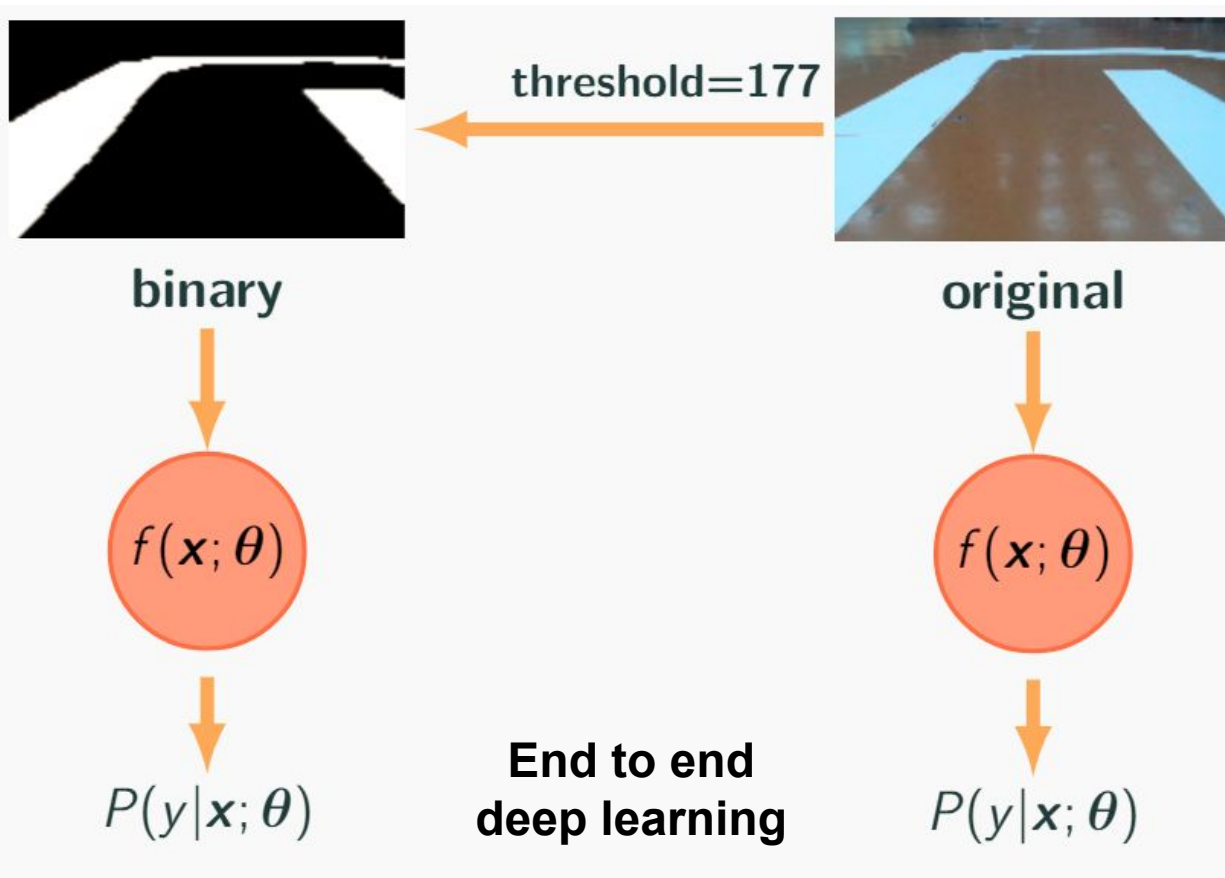 threshold=177
binary
original
f(x; θ)
f(x; θ)
End to end
deep learning
P(y|x; θ)
P(y|x; θ)